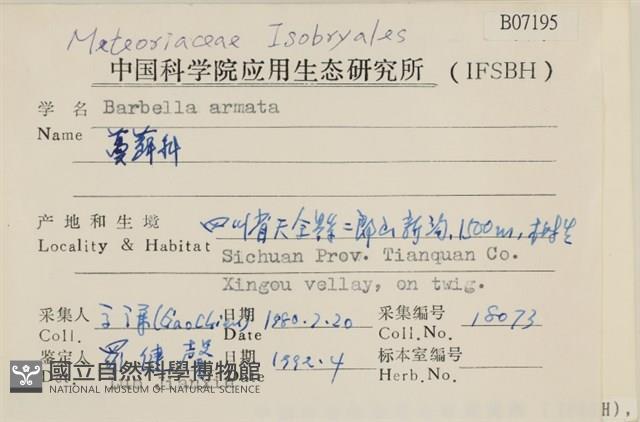 B07195
Meteoriaceae Isobryales
中国科学院应用生态研究所 (IFSBH)
学名 Barbella armata
Name
蔓藓科
产地和生境 四川省天全县二郎山新沟,1500m,树生
Locality & Habitat Sichuan Prov. Tianquan Co.
Xingou vellay, on twig.
采集人 日期 1980.7.20 采集编号 18073
Coll. Date Coll.No.
鉴定人 罗健 日期 1992.4 标本室编号
Herb.No.
國立自然科學博物館
NATIONAL MUSEUM OF NATURAL SCIENCE
H),